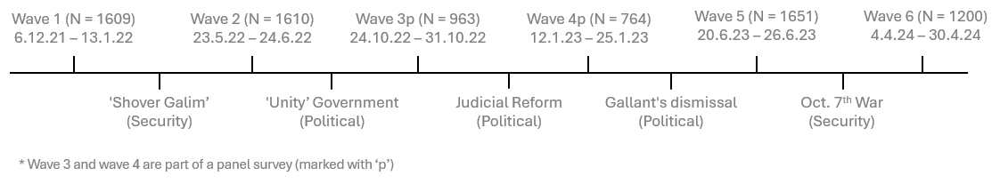 Wave 1 (N = 1609)
6.12.21 – 13.1.22
Wave 2 (N = 1610)
23.5.22 – 24.6.22
Wave 3p (N = 963)
24.10.22 – 31.10.22
Wave 4p (N = 764)
12.1.23 – 25.1.23
Wave 5 (N = 1651)
20.6.23 – 26.6.23
Wave 6 (N = 1200)
4.4.24 – 30.4.24
'Shover Galim’
(Security)
'Unity’ Government
(Political)
Judicial Reform
(Political)
Gallant's dismissal
(Political)
Oct. 7th War
(Security)
* Wave 3 and wave 4 are part of a panel survey (marked with ‘p’)